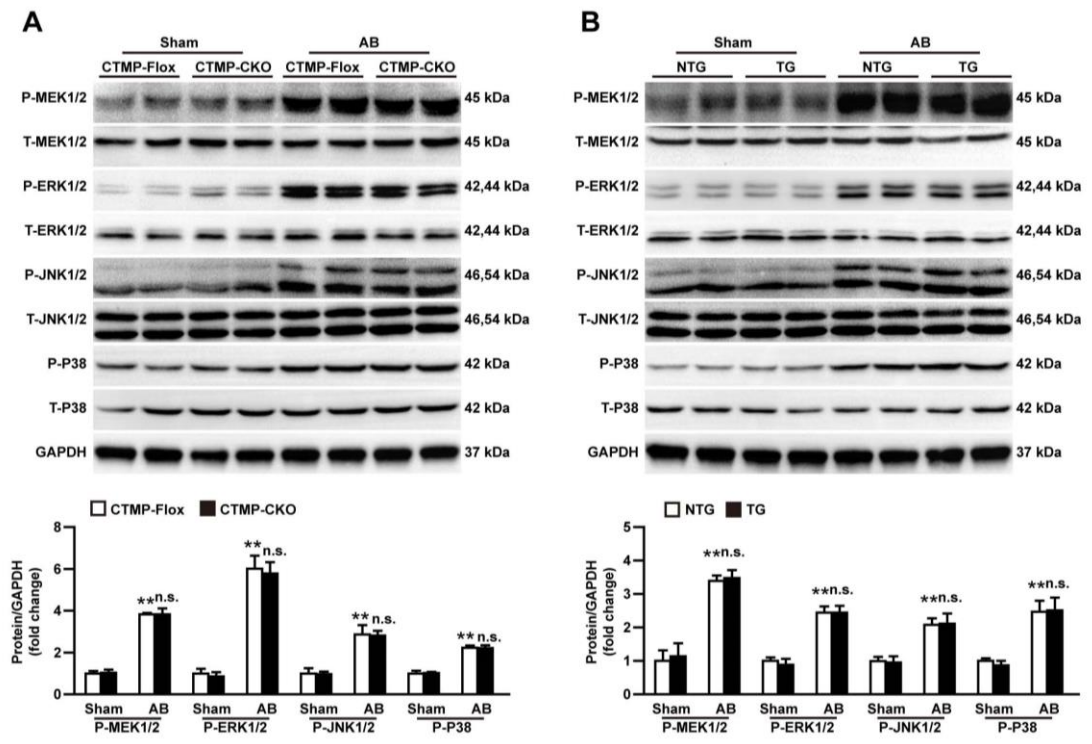 A
Sham AB
CTMP-Flox CTMP-CKO CTMP-Flox CTMP-CKO
P-MEK1/2 45 kDa
T-MEK1/2 45 kDa
P-ERK1/2 42,44 kDa
T-ERK1/2 42,44 kDa
P-JNK1/2 46,54 kDa
T-JNK1/2 46,54 kDa
P-P38 42 kDa
T-P38 42 kDa
GAPDH 37 kDa
CTMP-Flox CTMP-CKO
Protein/GAPDH
(fold change)
8
6
4
2
0
** n.s.
** n.s.
** n.s.
** n.s.
Sham AB Sham AB Sham AB Sham AB
P-MEK1/2 P-ERK1/2 P-JNK1/2 P-P38
B
Sham AB
NTG TG NTG TG
P-MEK1/2 45 kDa
T-MEK1/2 45 kDa
P-ERK1/2 42,44 kDa
T-ERK1/2 42,44 kDa
P-JNK1/2 46,54 kDa
T-JNK1/2 46,54 kDa
P-P38 42 kDa
T-P38 42 kDa
GAPDH 37 kDa
NTG TG
Protein/GAPDH
(fold change)
5
4
3
2
1
0
**n.s.
**n.s.
**n.s.
**n.s.
Sham AB Sham AB Sham AB Sham AB
P-MEK1/2 P-ERK1/2 P-JNK1/2 P-P38